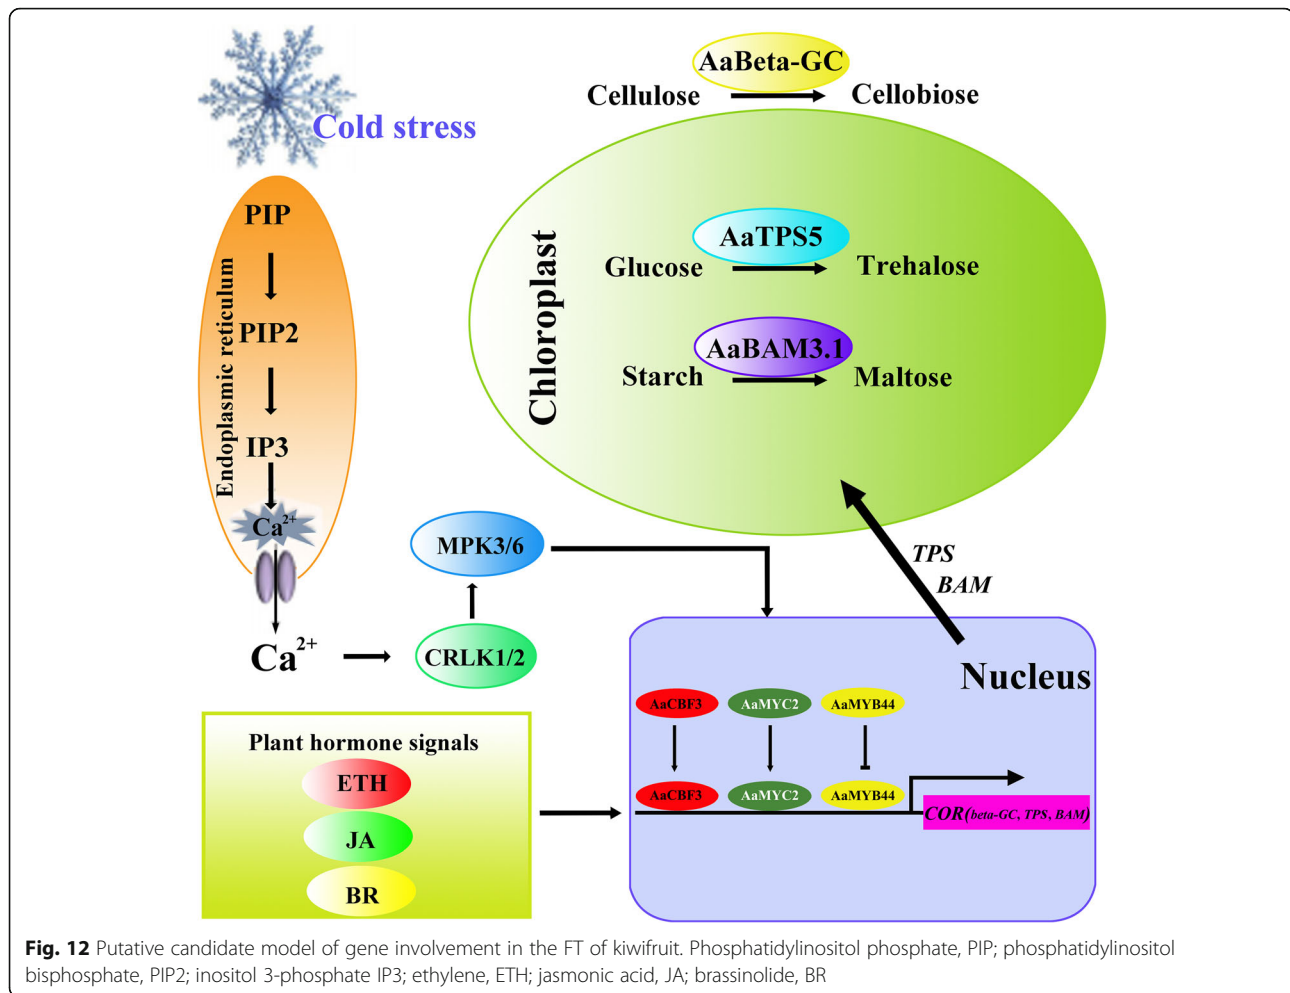 Cold stress
PIP
PIP2
IP3
Ca2+
Endoplasmic reticulum
Ca2+
CRLK1/2
MPK3/6
AaBeta-GC
Cellulose
Cellobiose
Chloroplast
AaTPS5
Glucose
Trehalose
AaBAM3.1
Starch
Maltose
TPS
BAM
Nucleus
AaCBF3
AaMYC2
AaMYB44
AaCBF3
AaMYC2
AaMYB44
COR(beta-GC, TPS, BAM)
Plant hormone signals
ETH
JA
BR
Fig. 12 Putative candidate model of gene involvement in the FT of kiwifruit. Phosphatidylinositol phosphate, PIP; phosphatidylinositol
bisphosphate, PIP2; inositol 3-phosphate IP3; ethylene, ETH; jasmonic acid, JA; brassinolide, BR